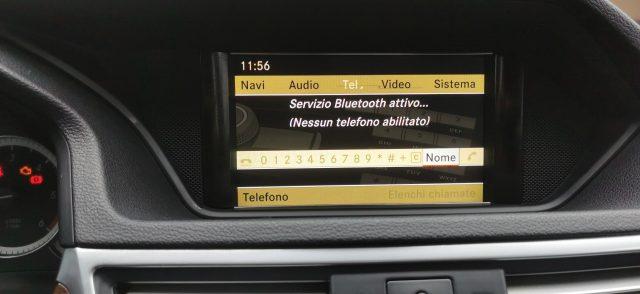 11:56
Navi Audio Tel. Video Sistema
Servizio Bluetooth attivo...
(Nessun telefono abilitato)
0 1 2 3 4 5 6 7 8 9 * # + C Nome
Telefono Elenchi chiamate